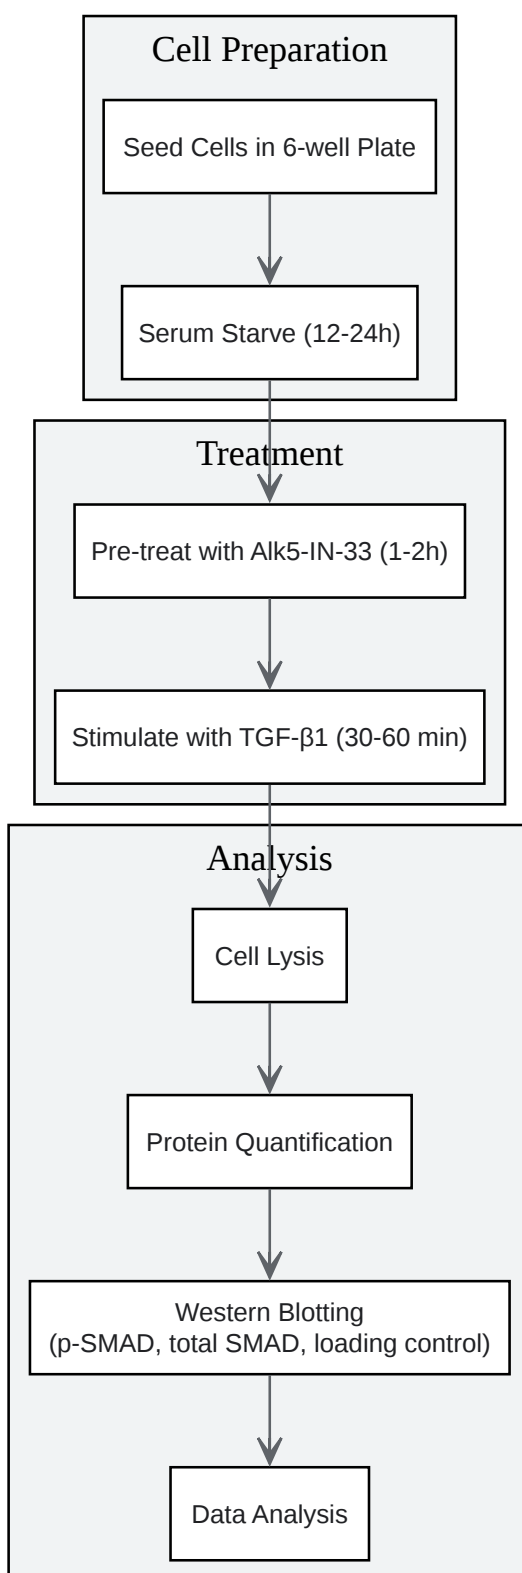 Cell Preparation
Seed Cells in 6-well Plate
Serum Starve (12-24h)
Treatment
Pre-treat with Alk5-IN-33 (1-2h)
Stimulate with TGF-β1 (30-60 min)
Analysis
Cell Lysis
Protein Quantification
Western Blotting
(p-SMAD, total SMAD, loading control)
Data Analysis